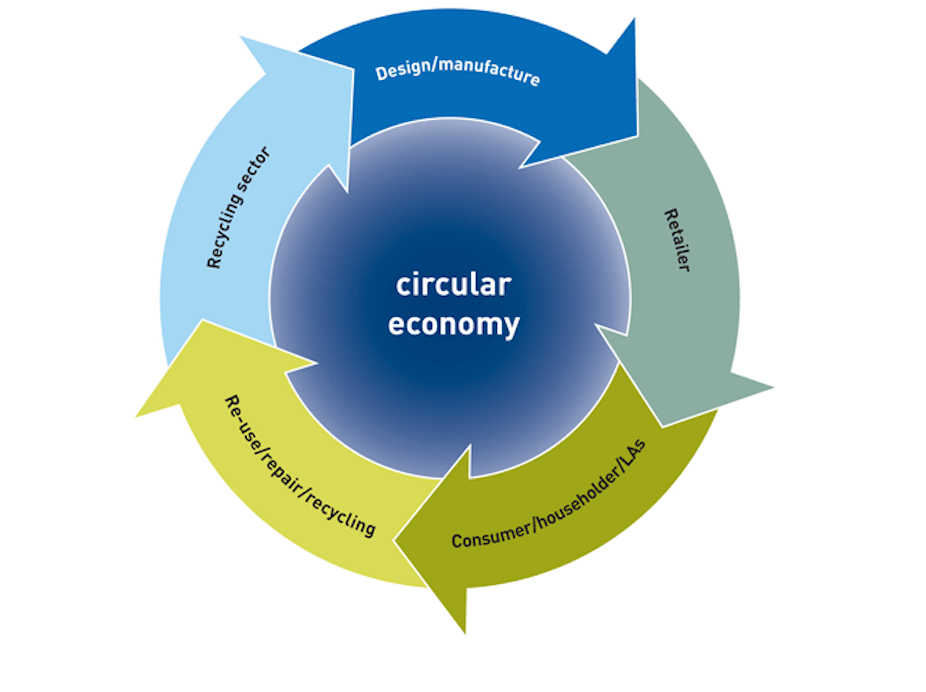 Design/manufacture
Retailer
Consumer/householder/LAs
Re-use/repair/recycling
Recycling sector
circular
economy